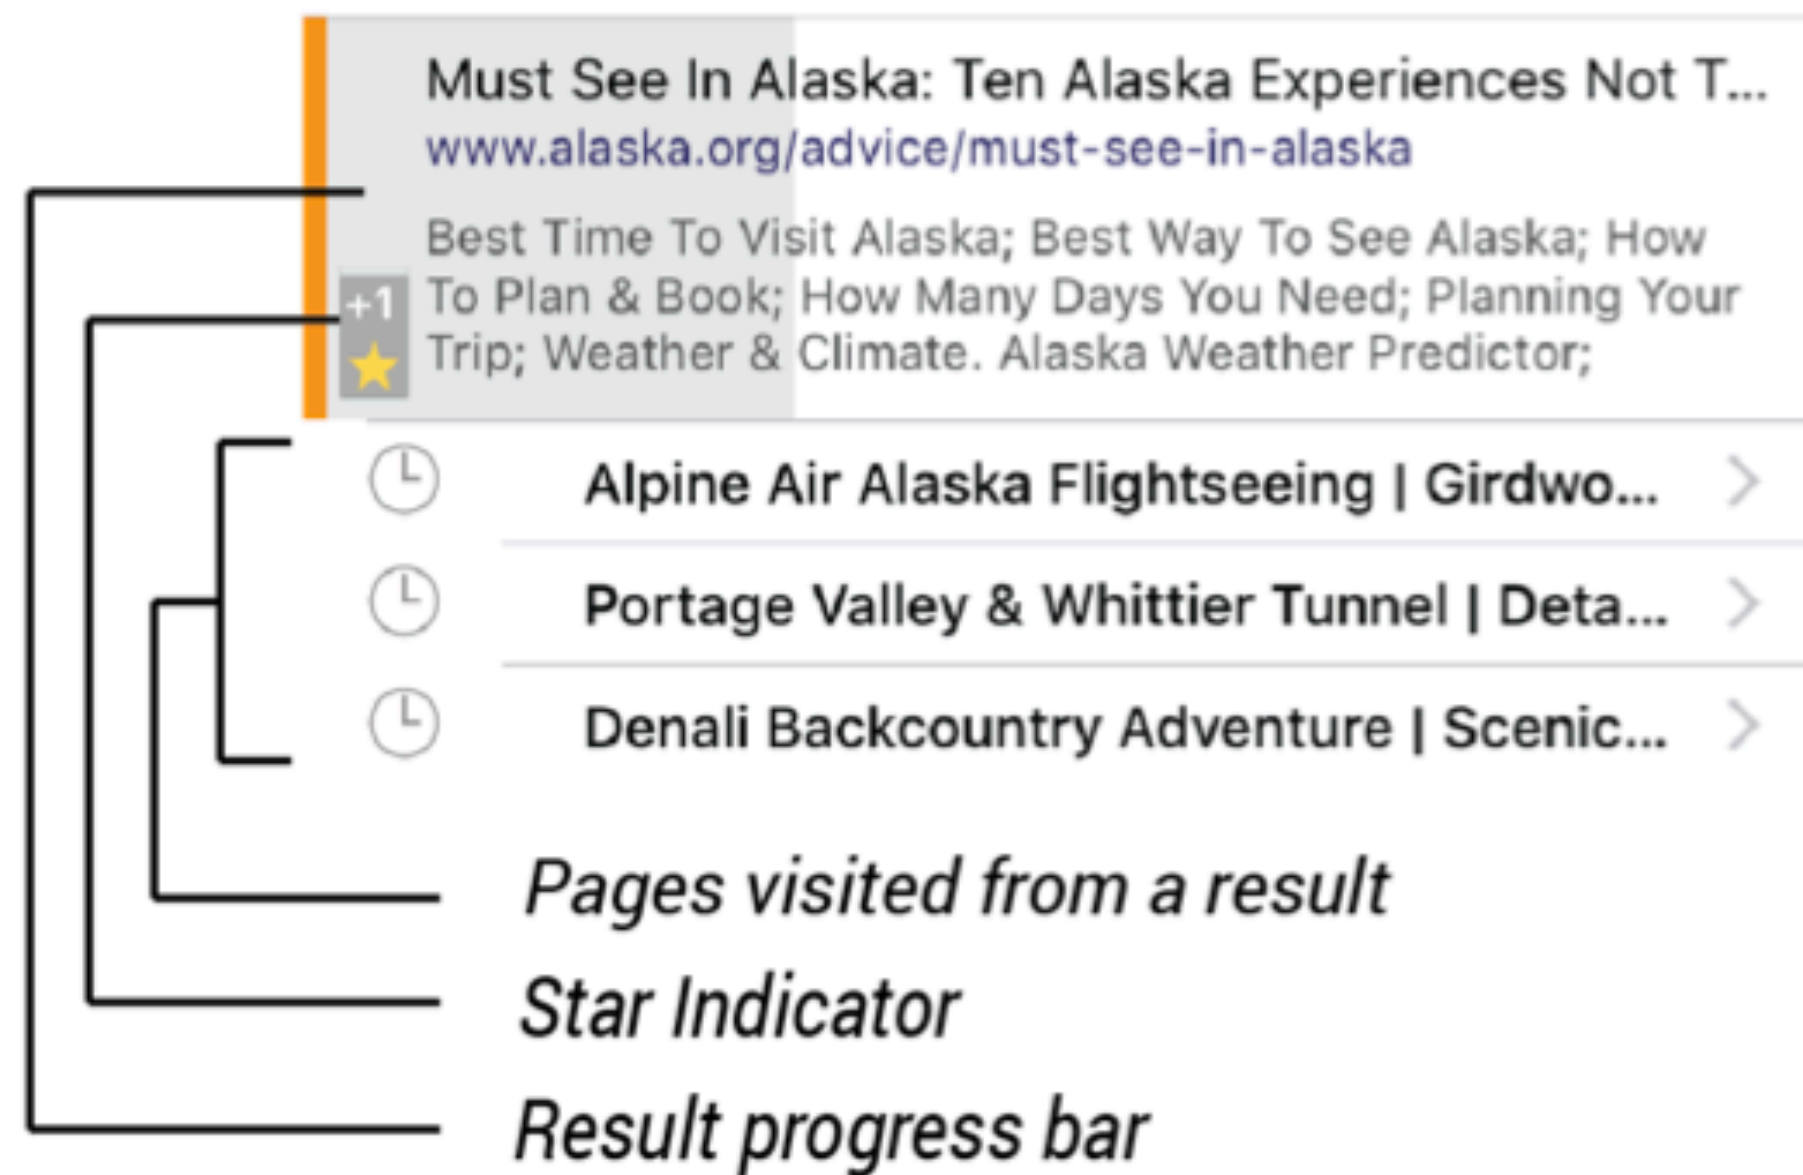 Must See In Alaska: Ten Alaska Experiences Not T...
www.alaska.org/advice/must-see-in-alaska
Best Time To Visit Alaska; Best Way To See Alaska; How
To Plan & Book; How Many Days You Need; Planning Your
Trip; Weather & Climate. Alaska Weather Predictor;
+1
Alpine Air Alaska Flightseeing | Girdwo...
Portage Valley & Whittier Tunnel | Deta...
Denali Backcountry Adventure | Scenic...
Pages visited from a result
Star Indicator
Result progress bar